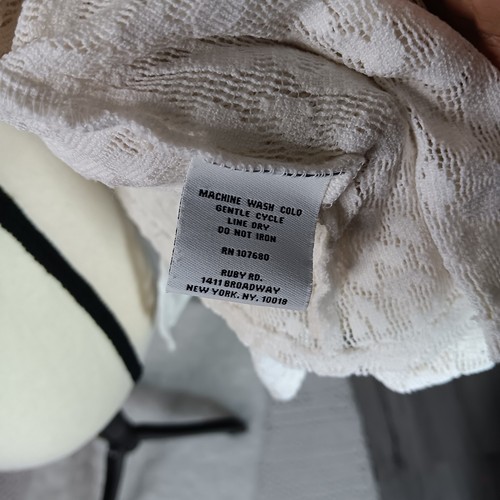 MACHINE WASH COLD
GENTLE CYCLE
LINE DRY
DO NOT IRON
RN 107680
RUBY RD.
1411 BROADWAY
NEW YORK, NY. 10018